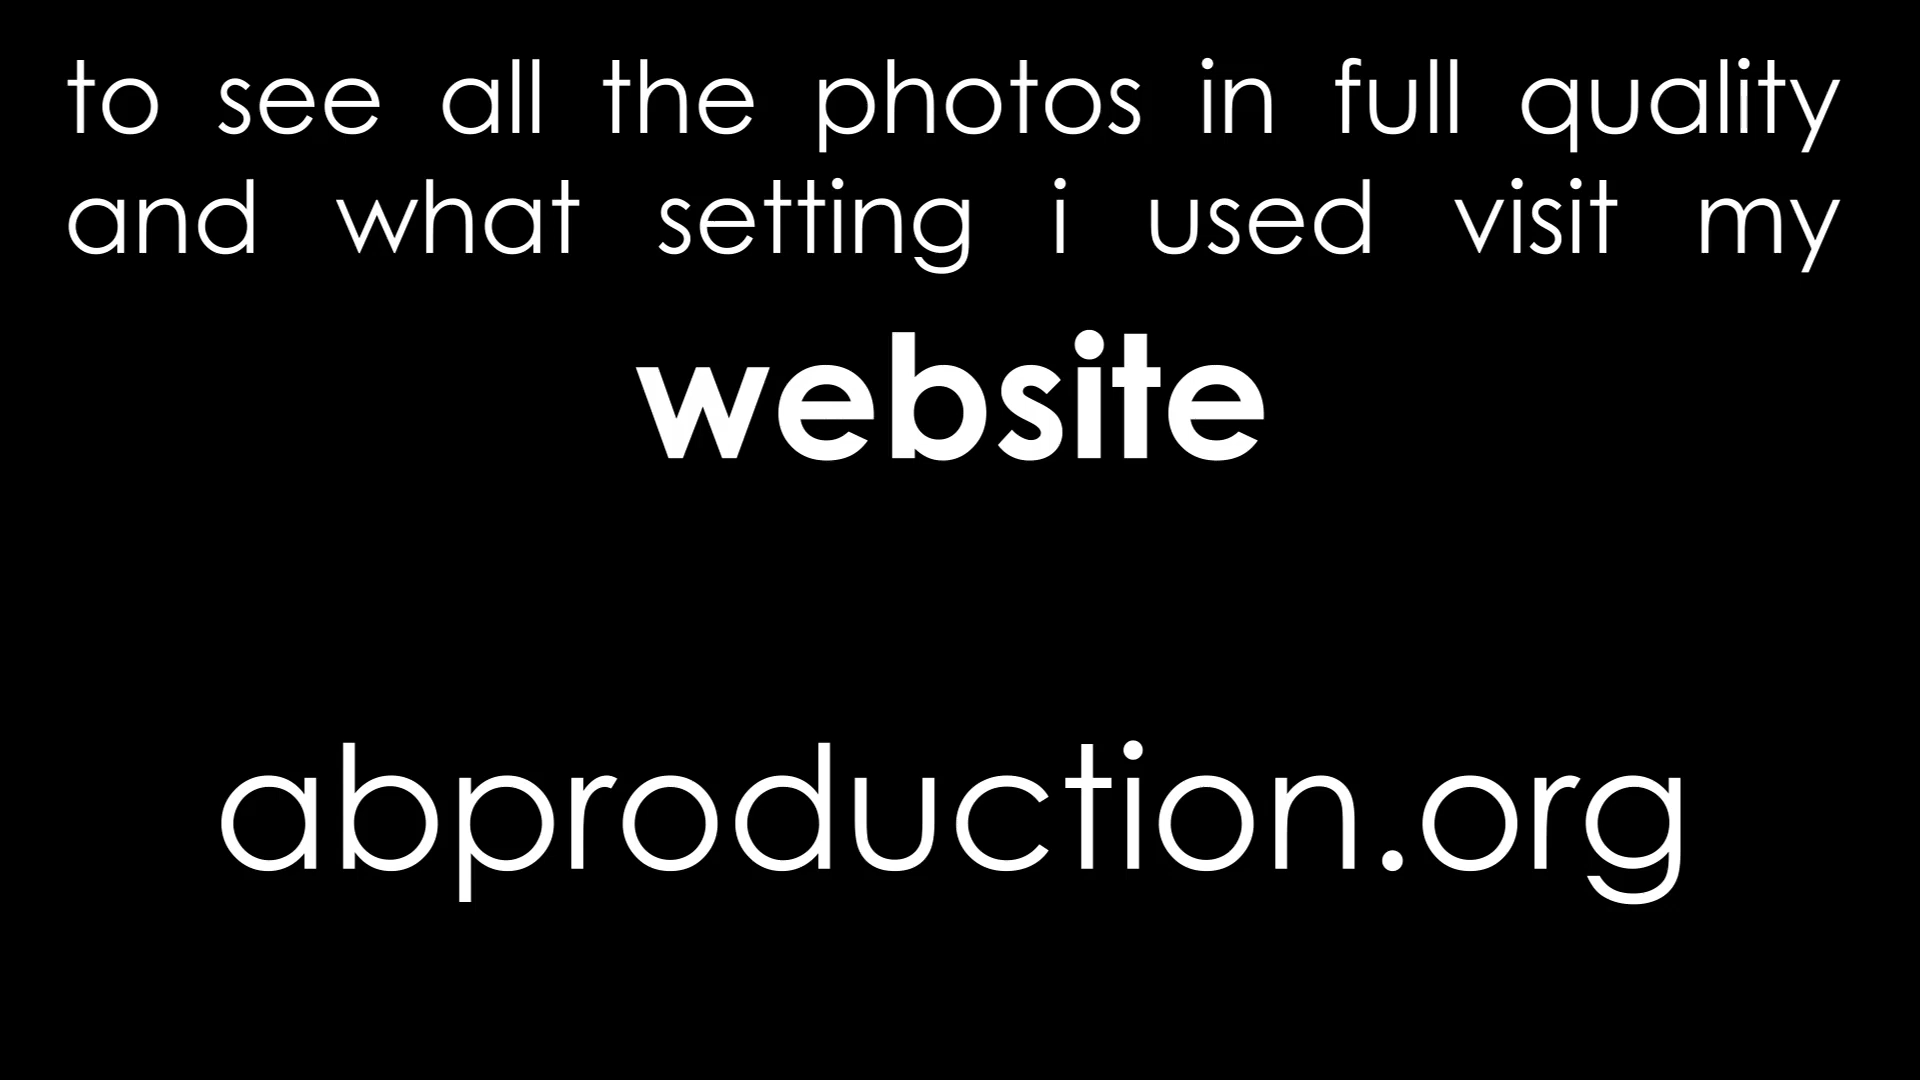 to see all the photos in full quality
and what setting i used visit my
website
abproduction.org